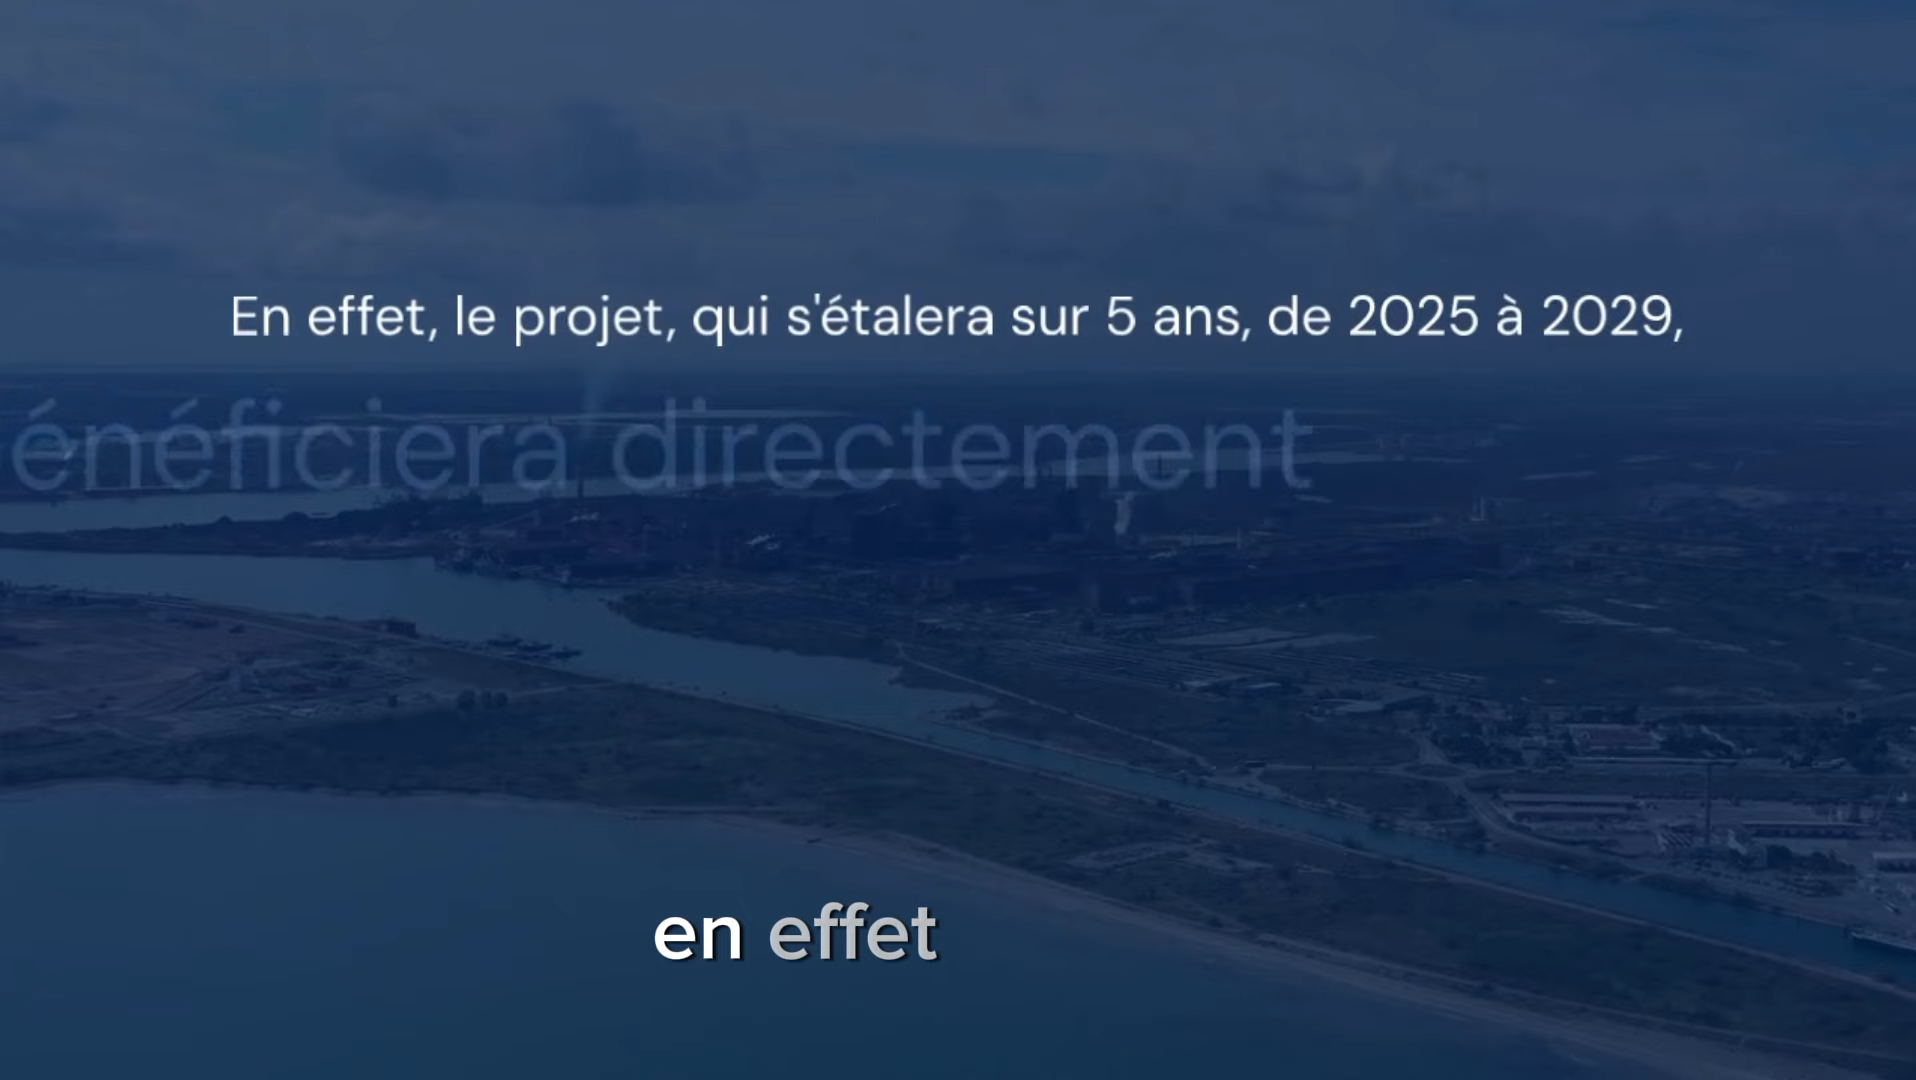 En effet, le projet, qui s'étalera sur 5 ans, de 2025 à 2029,
énéficiera directement
en effet